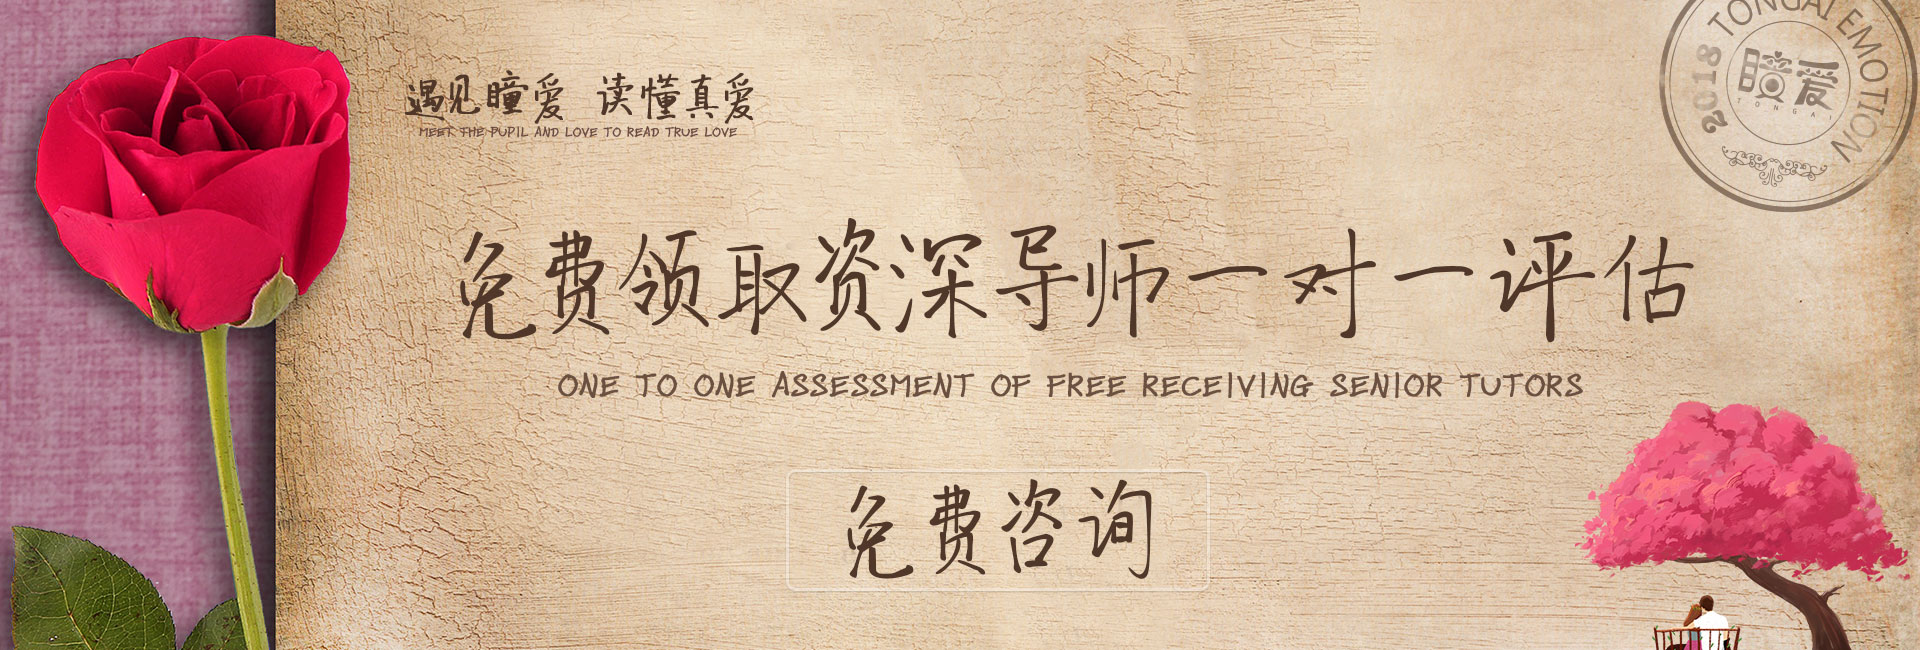 遇见瞳爱 读懂真爱
MEET THE PUPIL AND LOVE TO READ TRUE LOVE
TONGAI EMOTION
2018
瞳爱
TONGAI
免费领取资深导师一对一评估
ONE TO ONE ASSESSMENT OF FREE RECEIVING SENIOR TUTORS
免费咨询